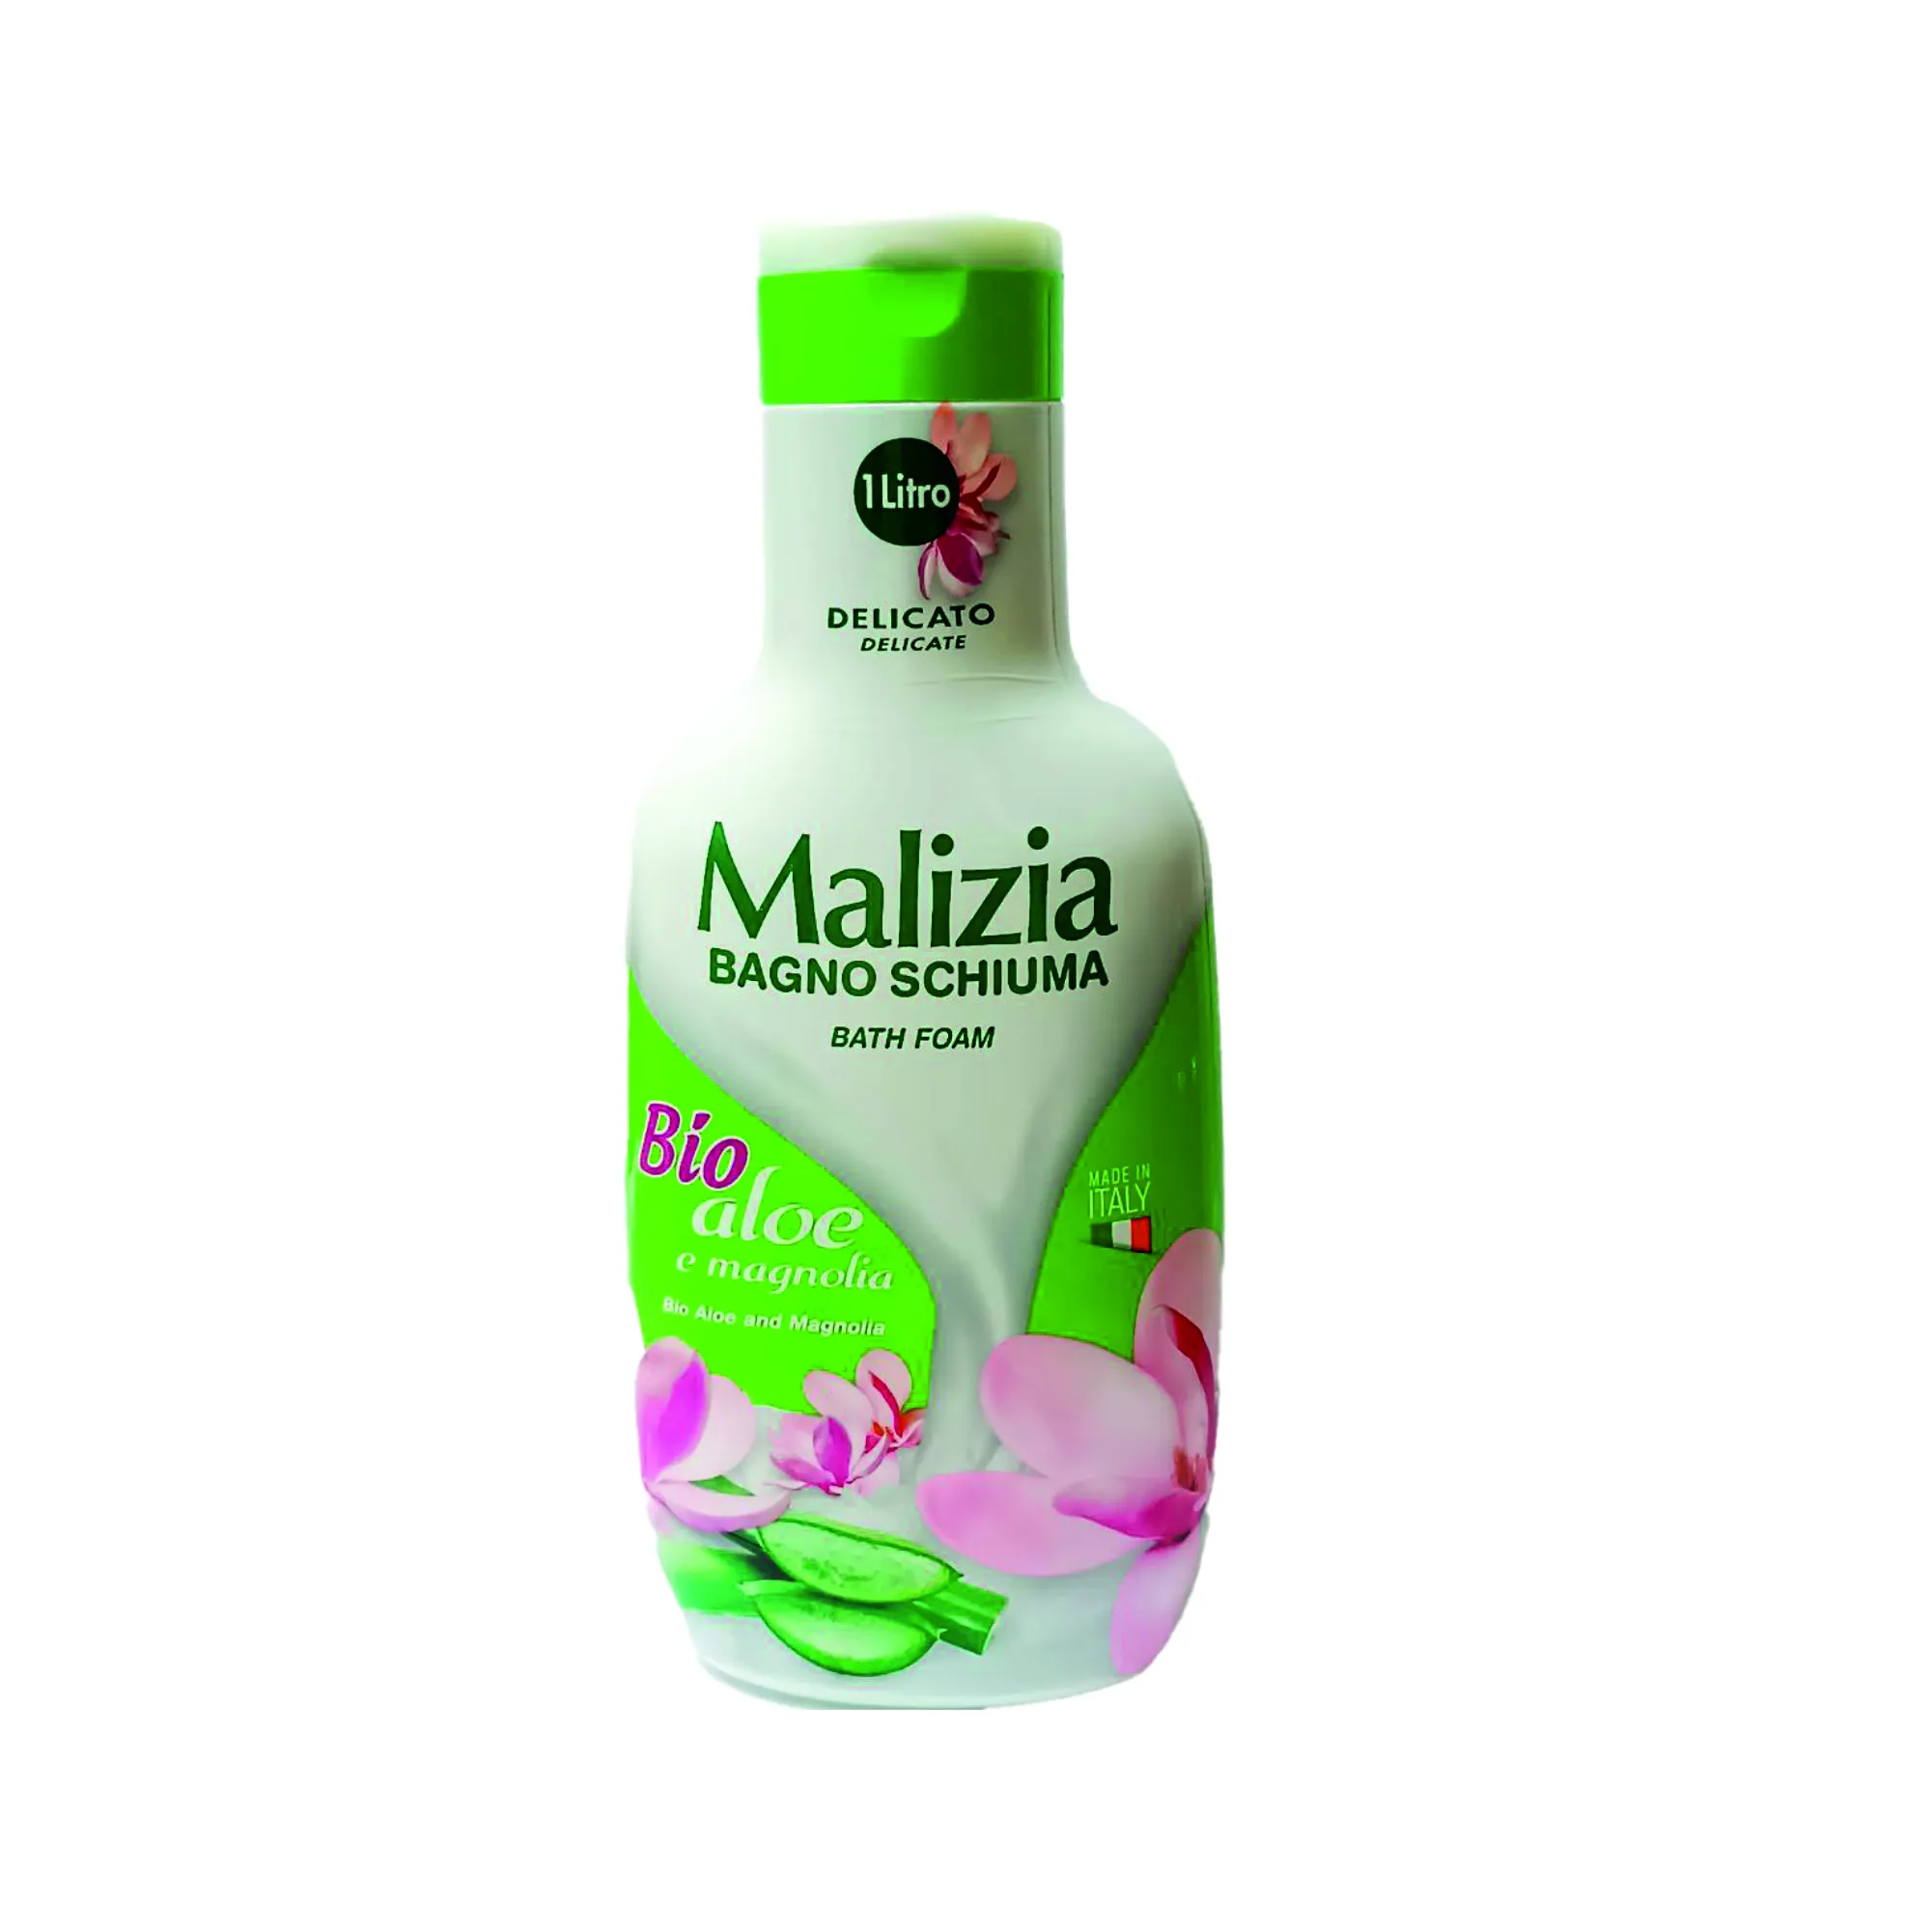 1 Litro
DELICATO
DELICATE
Malizia
BAGNO SCHIUMA
BATH FOAM
Bio
aloe
e magnolia
Bio Aloe and Magnolia
MADE IN
ITALY